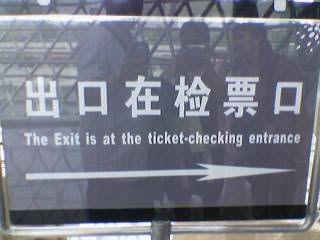 出口在检票口
The Exit is at the ticket-checking entrance